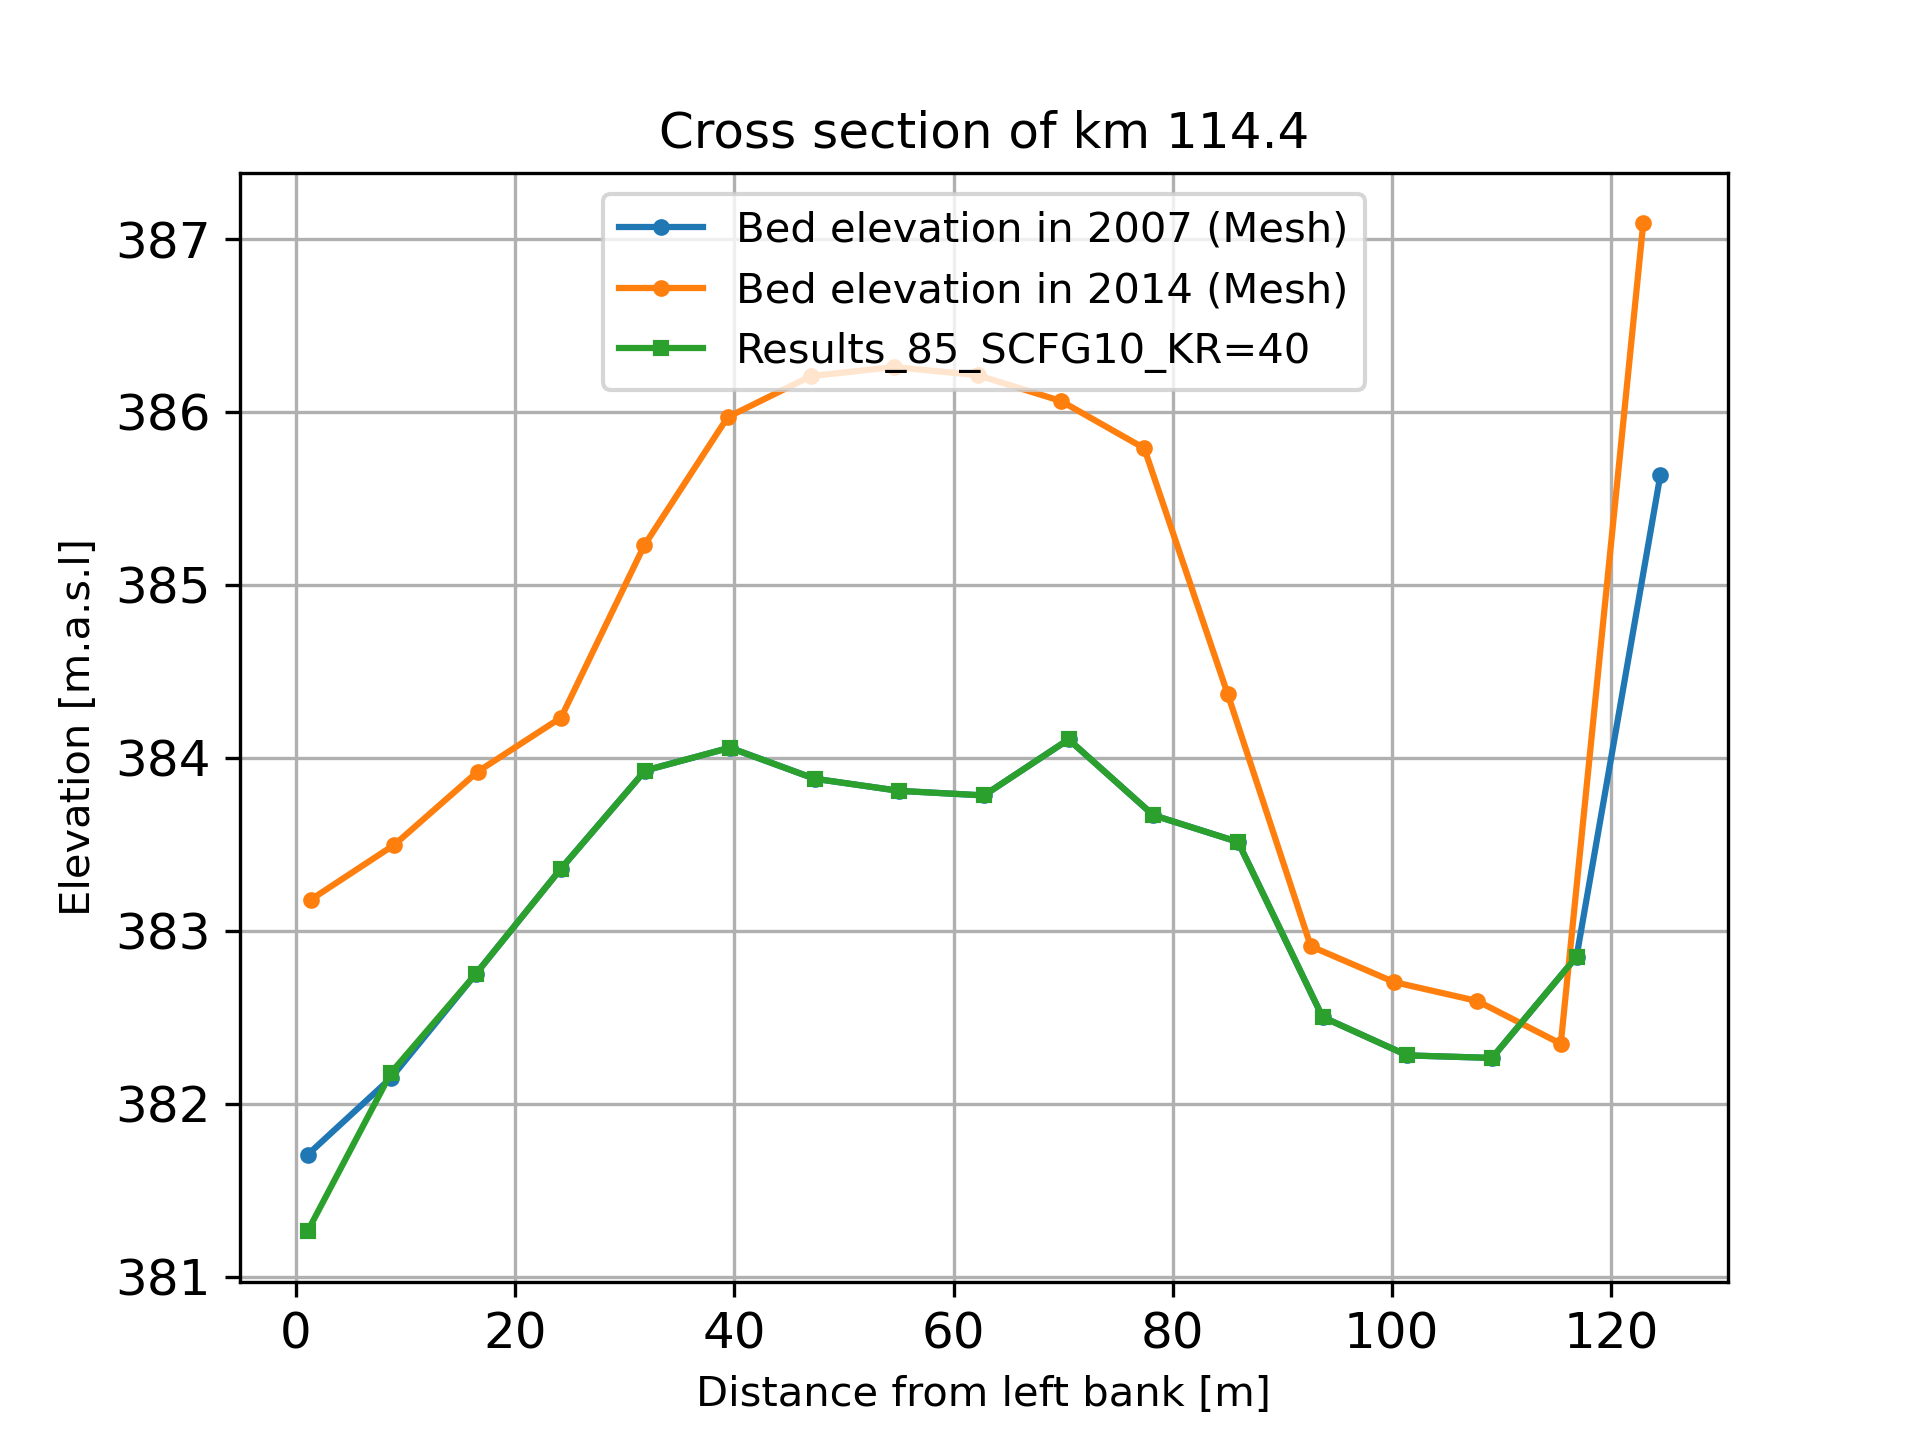 Cross section of km 114.4
Bed elevation in 2007 (Mesh)
Bed elevation in 2014 (Mesh)
Results_85_SCFG10_KR=40
387
386
385
384
383
382
381
Elevation [m.a.s.l]
0 20 40 60 80 100 120
Distance from left bank [m]